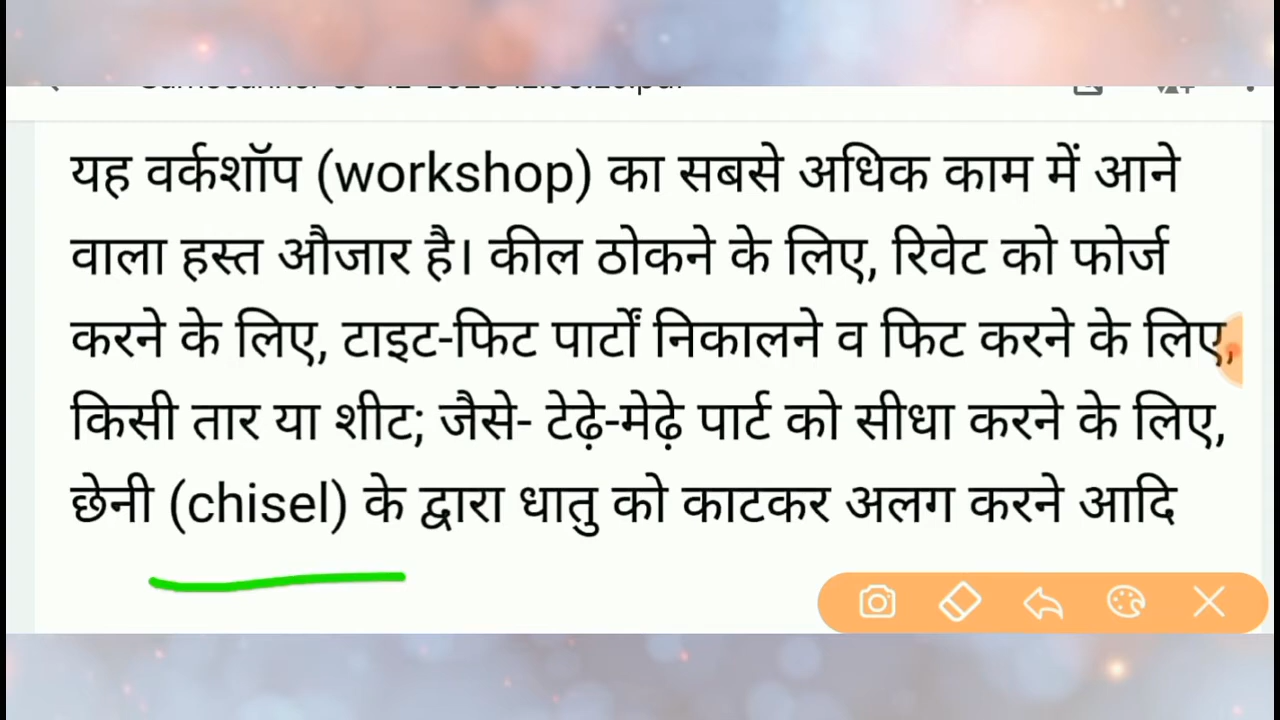 यह वर्कशॉप (workshop) का सबसे अधिक काम में आने
वाला हस्त औजार है। कील ठोकने के लिए, रिवेट को फोर्ज
करने के लिए, टाइट-फिट पार्टों निकालने व फिट करने के लिए,
किसी तार या शीट; जैसे- टेढ़े-मेढ़े पार्ट को सीधा करने के लिए,
छेनी (chisel) के द्वारा धातु को काटकर अलग करने आदि